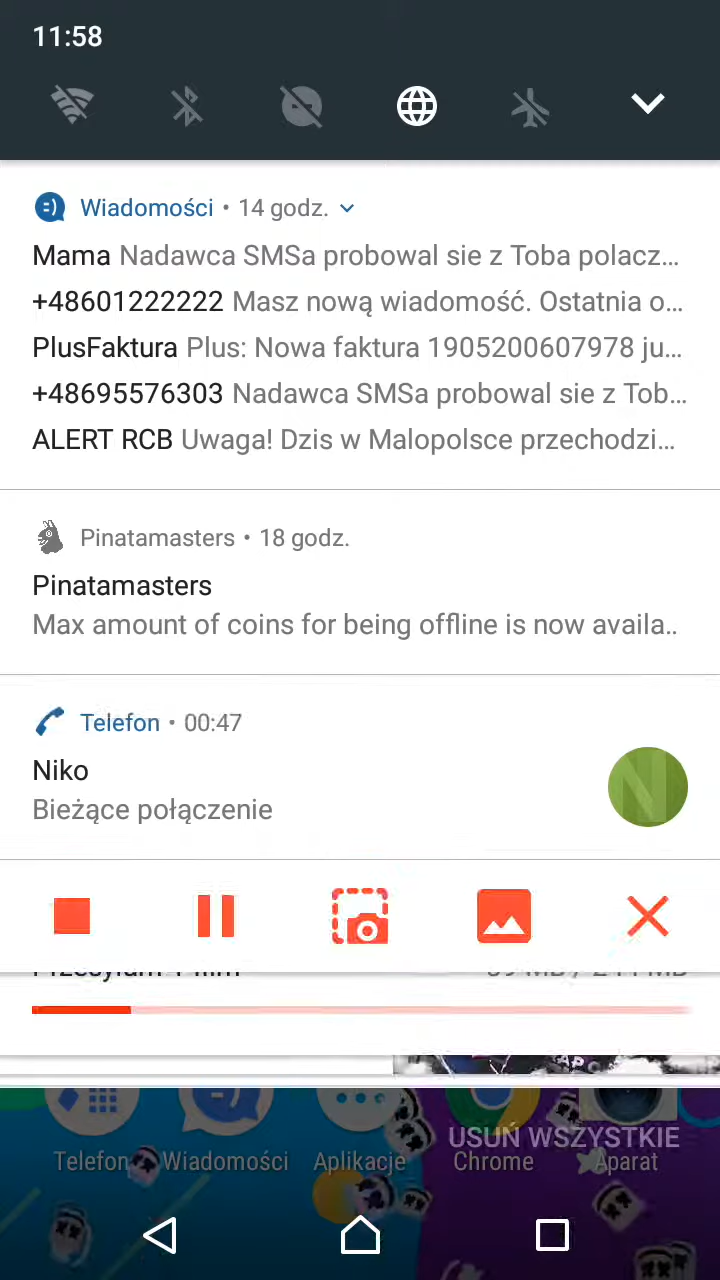 11:58
Wiadomości • 14 godz.
Mama Nadawca SMSa probowal sie z Toba polacz...
+48601222222 Masz nową wiadomość. Ostatnia o...
PlusFaktura Plus: Nowa faktura 1905200607978 ju...
+48695576303 Nadawca SMSa probowal sie z Tob...
ALERT RCB Uwaga! Dzis w Malopolsce przechodzi...
Pinatamasters • 18 godz.
Pinatamasters
Max amount of coins for being offline is now availa..
Telefon • 00:47
Niko
Bieżące połączenie
USUŃ WSZYSTKIE
Telefon Wiadomości Aplikacje Chrome Aparat